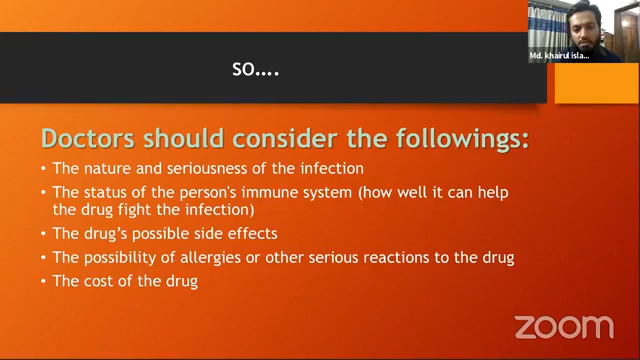 Md. khairul isla...
SO....
Doctors should consider the followings:
• The nature and seriousness of the infection
• The status of the person's immune system (how well it can help
the drug fight the infection)
• The drug's possible side effects
• The possibility of allergies or other serious reactions to the drug
• The cost of the drug
zoom